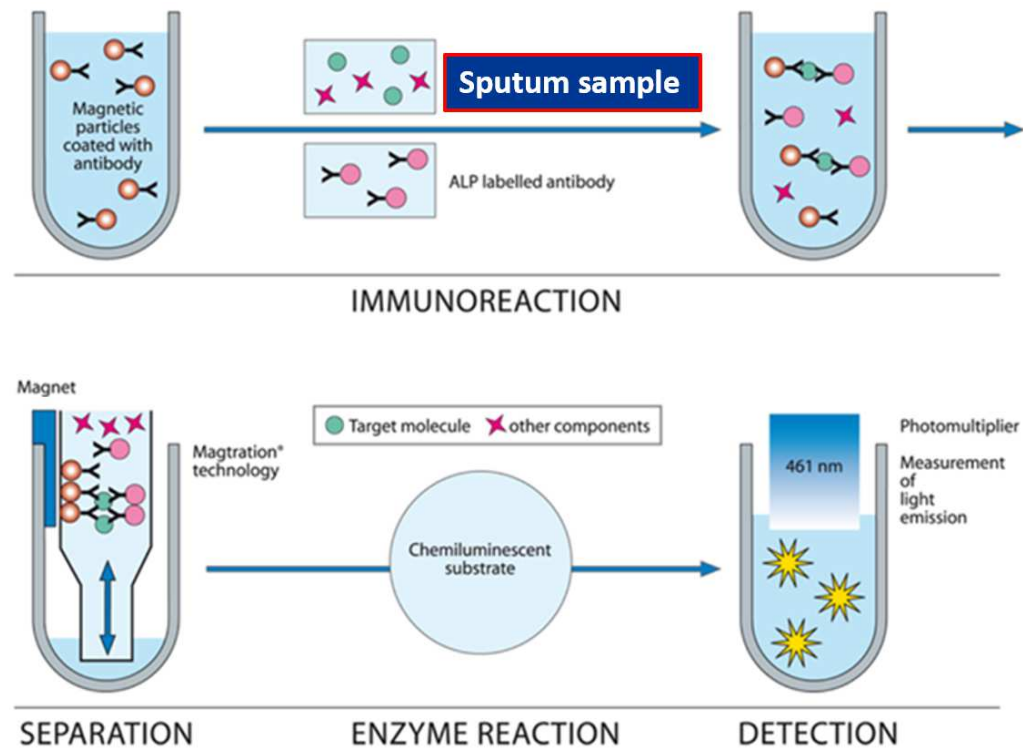 Magnetic
particles
coated with
antibody
Sputum sample
ALP labelled antibody
IMMUNOREACTION
Magnet
Magtration®
technology
Target molecule
other components
Chemiluminescent
substrate
461 nm
Photomultiplier
Measurement
of
light
emission
SEPARATION
ENZYME REACTION
DETECTION